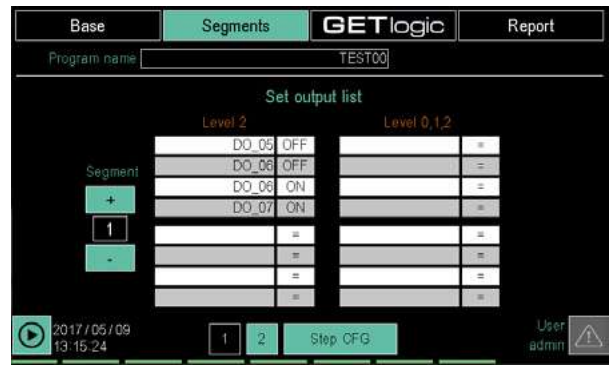 Base Segments GETlogic Report
Program name TEST00
Set output list
Level 2 Level 0,1,2
DO_05 OFF =
DO_06 OFF =
Segment
DO_06 ON =
+
DO_07 ON =
1
= =
= =
-
= =
= =
2017/05/09
13:15:24
1 2 Step CFG
User
admin